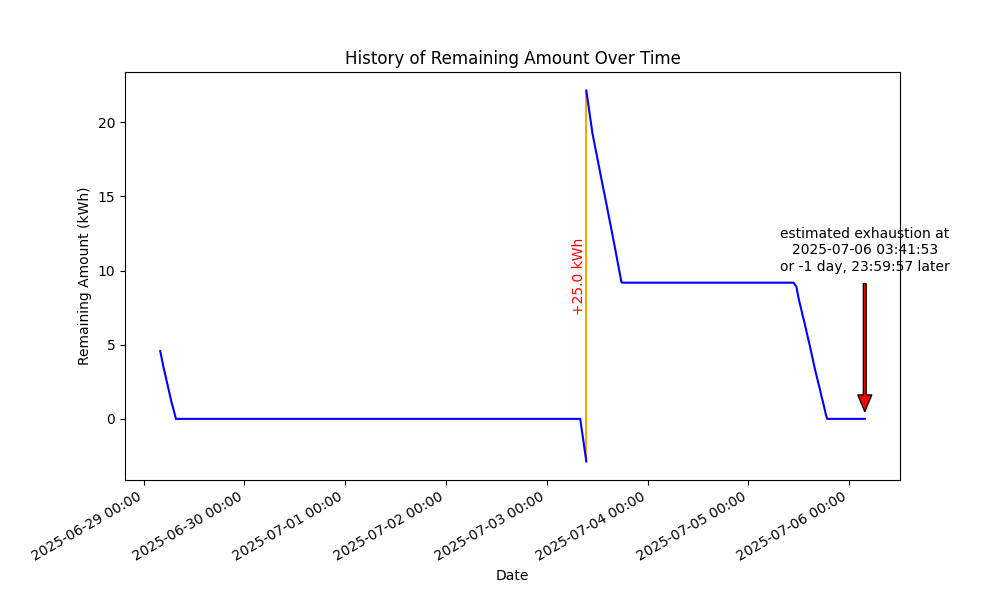 History of Remaining Amount Over Time
Remaining Amount (kWh)
20
15
10
5
0
+25.0 kWh
estimated exhaustion at
2025-07-06 03:41:53
or -1 day, 23:59:57 later
2025-06-29 00:00
2025-06-30 00:00
2025-07-01 00:00
2025-07-02 00:00
2025-07-03 00:00
2025-07-04 00:00
2025-07-05 00:00
2025-07-06 00:00
Date